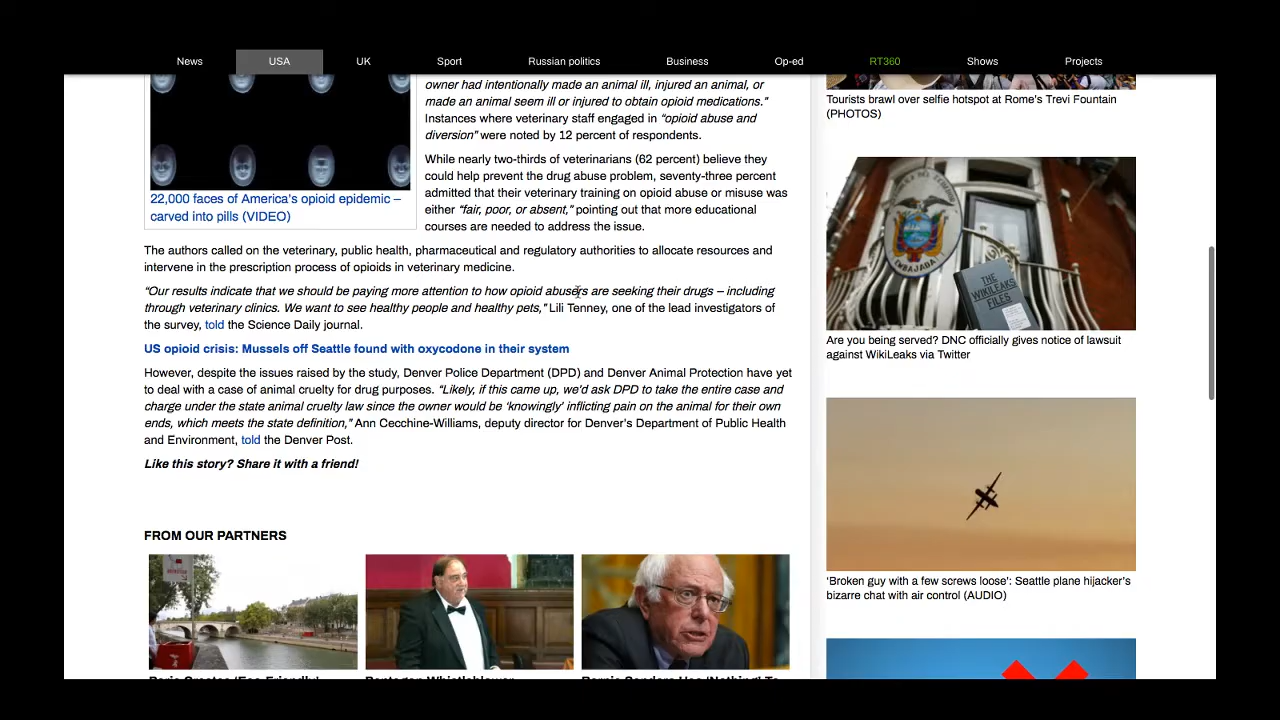 News USA UK Sport Russian politics Business Op-ed RT360 Shows Projects
owner had intentionally made an animal ill, injured an animal, or
made an animal seem ill or injured to obtain opioid medications.”
Instances where veterinary staff engaged in “opioid abuse and
diversion” were noted by 12 percent of respondents.
While nearly two-thirds of veterinarians (62 percent) believe they
could help prevent the drug abuse problem, seventy-three percent
admitted that their veterinary training on opioid abuse or misuse was
either “fair, poor, or absent,” pointing out that more educational
courses are needed to address the issue.
22,000 faces of America’s opioid epidemic –
carved into pills (VIDEO)
The authors called on the veterinary, public health, pharmaceutical and regulatory authorities to allocate resources and
intervene in the prescription process of opioids in veterinary medicine.
“Our results indicate that we should be paying more attention to how opioid abusers are seeking their drugs – including
through veterinary clinics. We want to see healthy people and healthy pets,” Lili Tenney, one of the lead investigators of
the survey, told the Science Daily journal.
US opioid crisis: Mussels off Seattle found with oxycodone in their system
However, despite the issues raised by the study, Denver Police Department (DPD) and Denver Animal Protection have yet
to deal with a case of animal cruelty for drug purposes. “Likely, if this came up, we’d ask DPD to take the entire case and
charge under the state animal cruelty law since the owner would be ‘knowingly’ inflicting pain on the animal for their own
ends, which meets the state definition,” Ann Cecchine-Williams, deputy director for Denver’s Department of Public Health
and Environment, told the Denver Post.
Like this story? Share it with a friend!
FROM OUR PARTNERS
Tourists brawl over selfie hotspot at Rome’s Trevi Fountain
(PHOTOS)
EMBAJADA
THE
WIKILEAKS
FILES
Are you being served? DNC officially gives notice of lawsuit
against WikiLeaks via Twitter
‘Broken guy with a few screws loose’: Seattle plane hijacker’s
bizarre chat with air control (AUDIO)